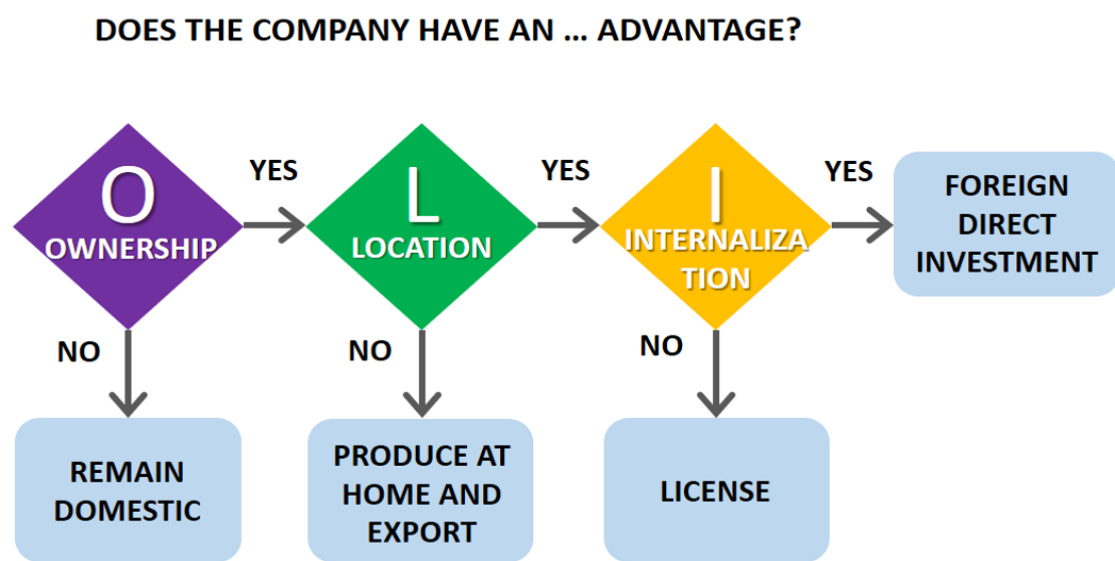 DOES THE COMPANY HAVE AN ... ADVANTAGE?
O
OWNERSHIP
YES
L
LOCATION
YES
I
INTERNALIZA
TION
YES
FOREIGN
DIRECT
INVESTMENT
NO
NO
NO
REMAIN
DOMESTIC
PRODUCE AT
HOME AND
EXPORT
LICENSE